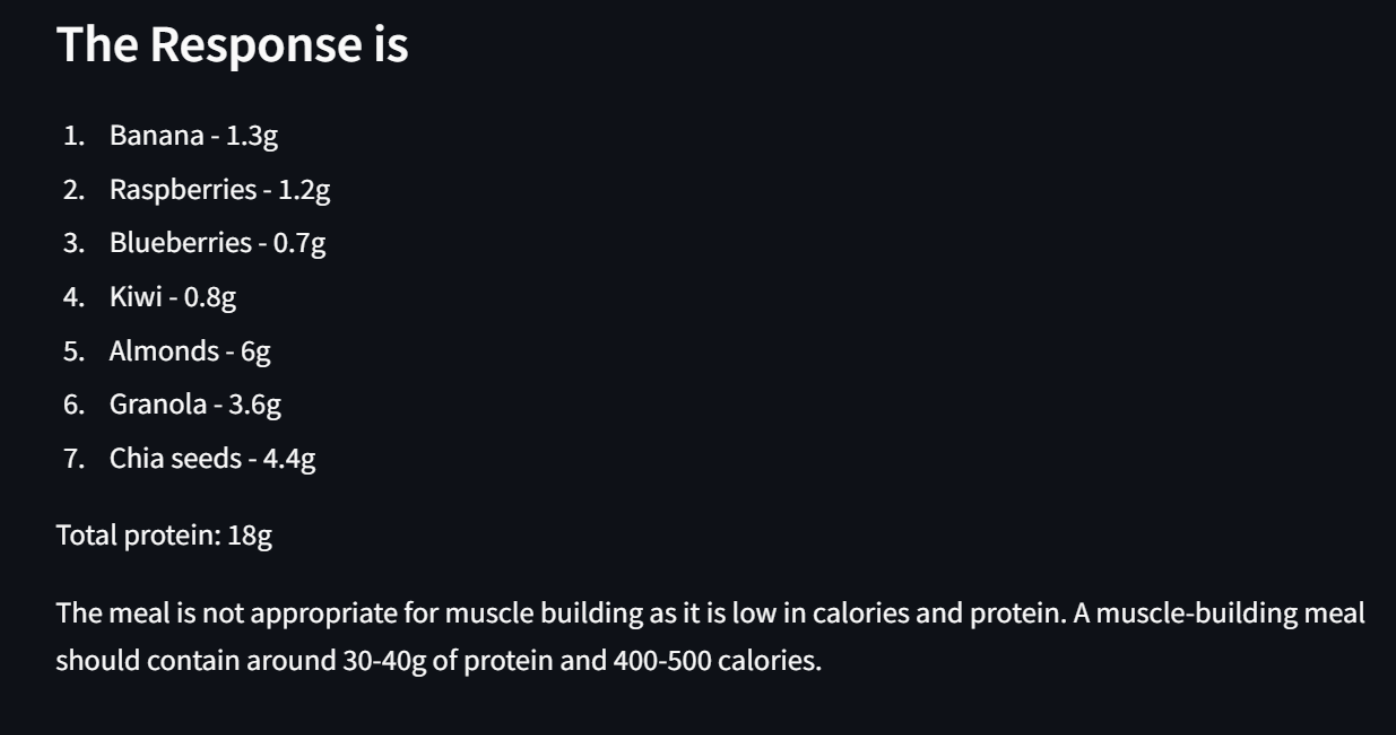 The Response is
1. Banana - 1.3g
2. Raspberries - 1.2g
3. Blueberries - 0.7g
4. Kiwi - 0.8g
5. Almonds - 6g
6. Granola - 3.6g
7. Chia seeds - 4.4g
Total protein: 18g
The meal is not appropriate for muscle building as it is low in calories and protein. A muscle-building meal
should contain around 30-40g of protein and 400-500 calories.